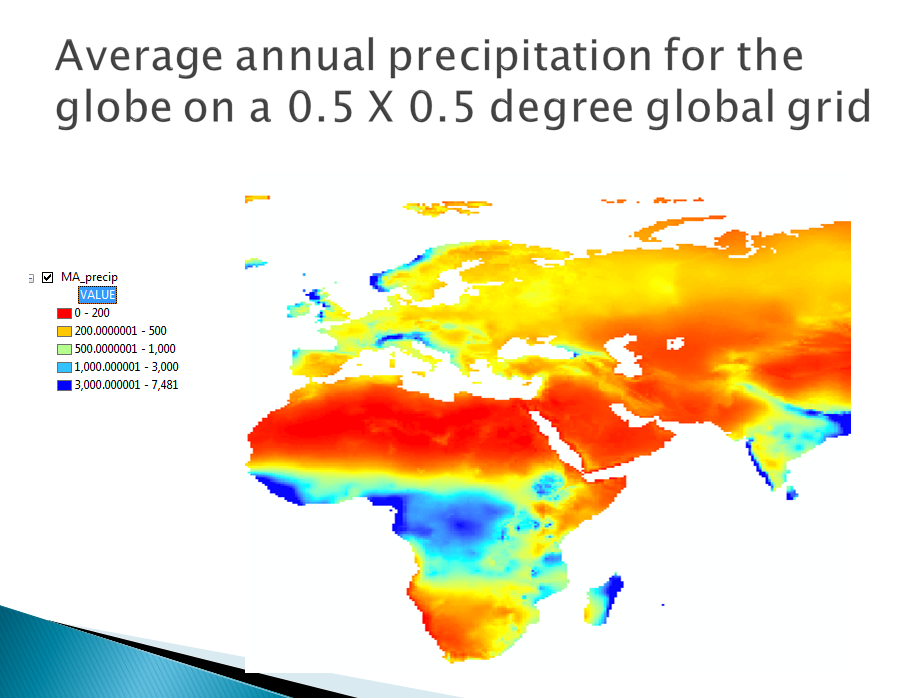 Average annual precipitation for the
globe on a 0.5 X 0.5 degree global grid
MA_precip
VALUE
0 - 200
200.0000001 - 500
500.0000001 - 1,000
1,000.000001 - 3,000
3,000.000001 - 7,481